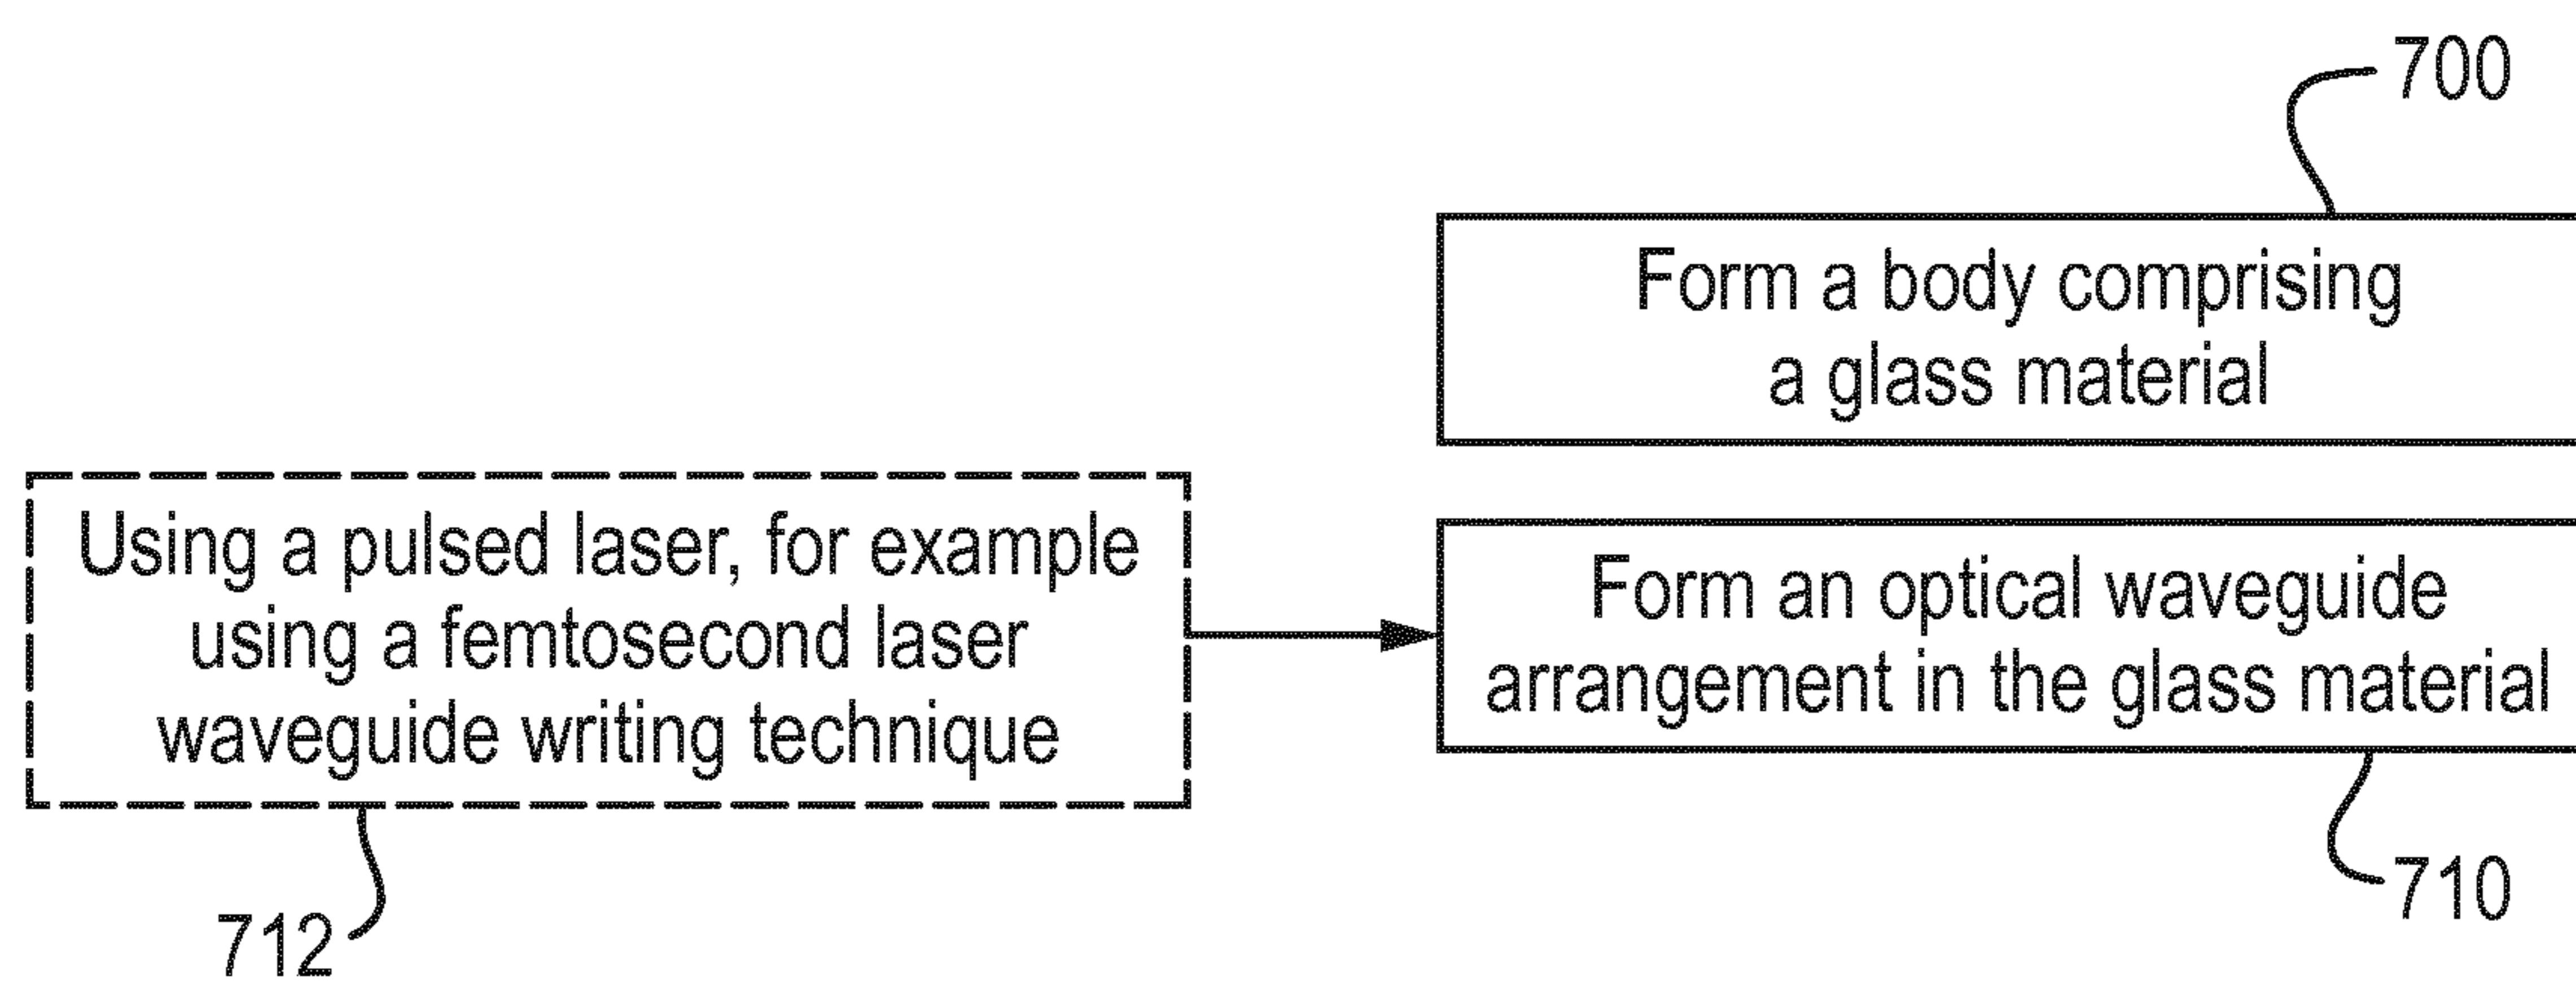 700
Form a body comprising
a glass material
Using a pulsed laser, for example
using a femtosecond laser
waveguide writing technique
Form an optical waveguide
arrangement in the glass material
712
710